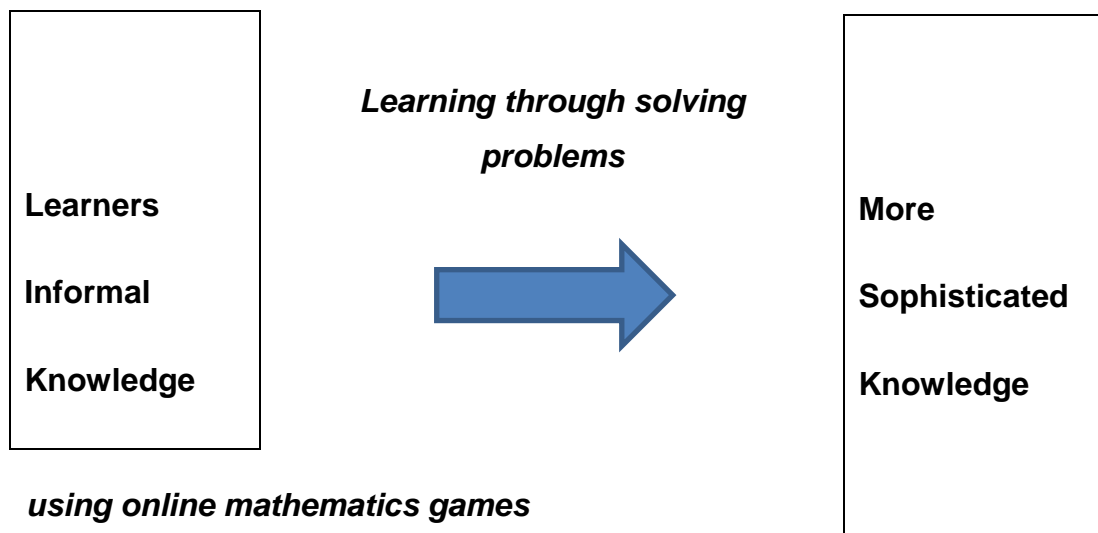 Learning through solving
problems
Learners
Informal
Knowledge
More
Sophisticated
Knowledge
using online mathematics games